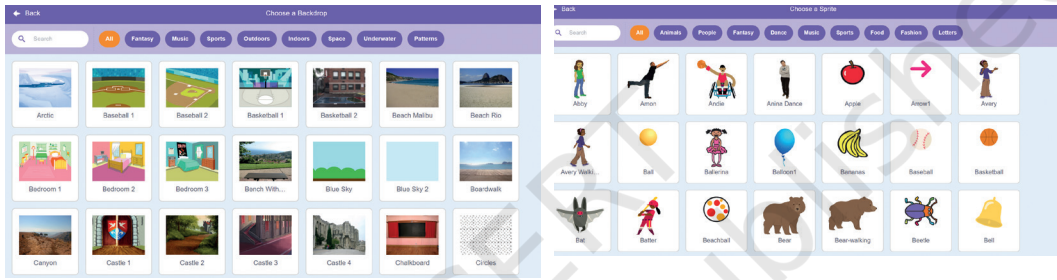 ← Back Choose a Backdrop
Search All Fantasy Music Sports Outdoors Indoors Space Underwater Patterns
Arctic Baseball 1 Baseball 2 Basketball 1 Basketball 2 Beach Malibu Beach Rio
Bedroom 1 Bedroom 2 Bedroom 3 Bench With... Blue Sky Blue Sky 2 Boardwalk
Canyon Castle 1 Castle 2 Castle 3 Castle 4 Chalkboard Circles
Back Choose a Sprite
Search All Animals People Fantasy Dance Music Sports Food Fashion Letters
Abby Amon Andie Anina Dance Apple Arrow1 Avery
Avery Walki... Ball Ballerina Balloon1 Bananas Baseball Basketball
Bat Batter Beachball Bear Bear-walking Beetle Bell